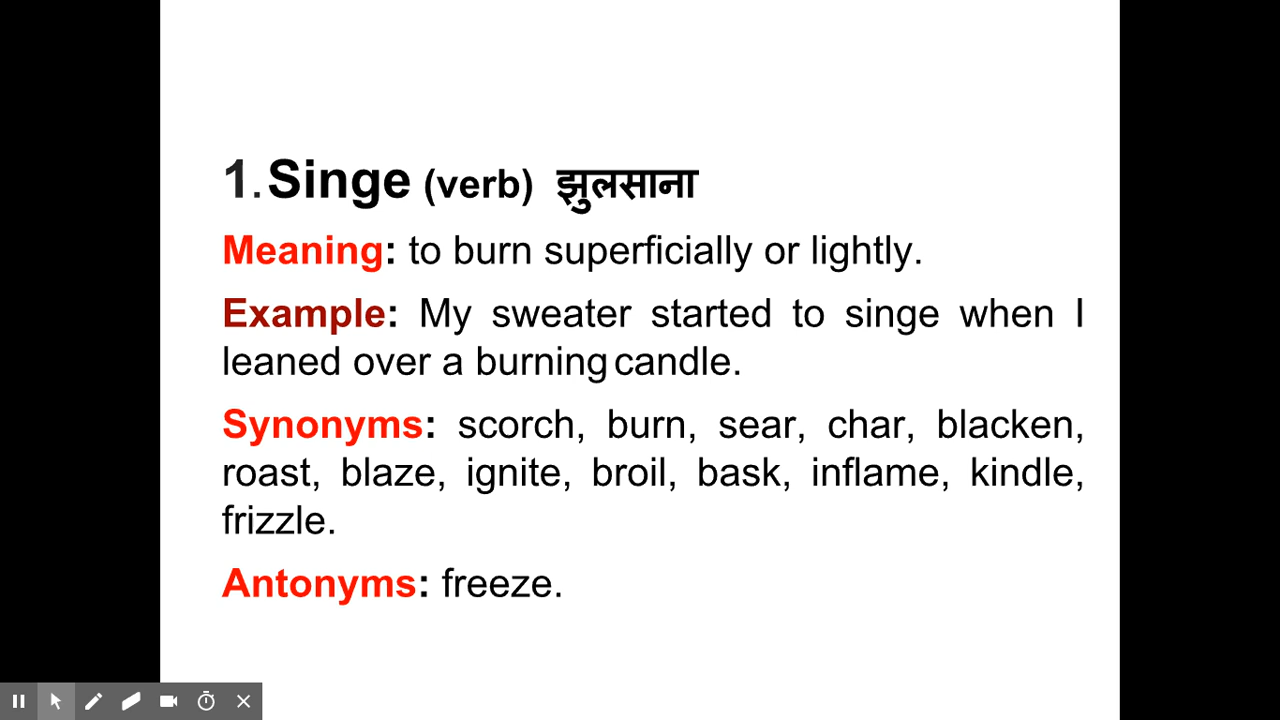 1.Singe (verb) झुलसाना
Meaning: to burn superficially or lightly.
Example: My sweater started to singe when I
leaned over a burning candle.
Synonyms: scorch, burn, sear, char, blacken,
roast, blaze, ignite, broil, bask, inflame, kindle,
frizzle.
Antonyms: freeze.